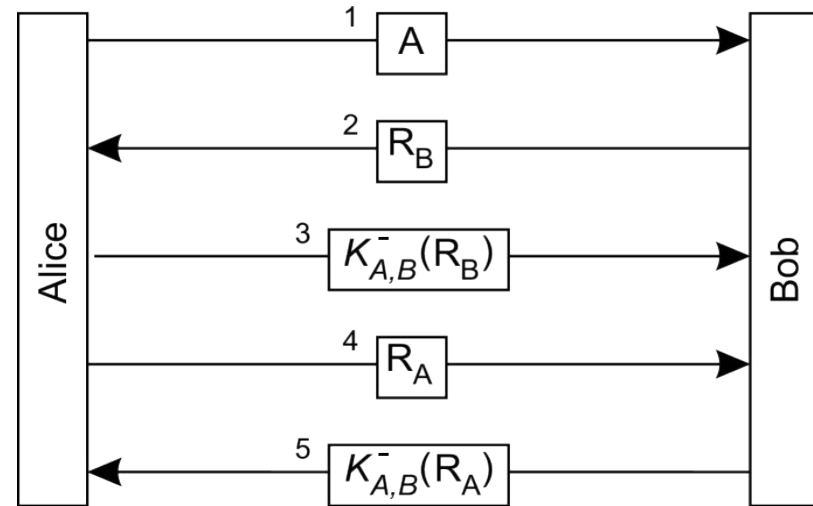 1
A
2
R_B
3
K⁻_{A,B}(R_B)
4
R_A
5
K⁻_{A,B}(R_A)
Alice
Bob